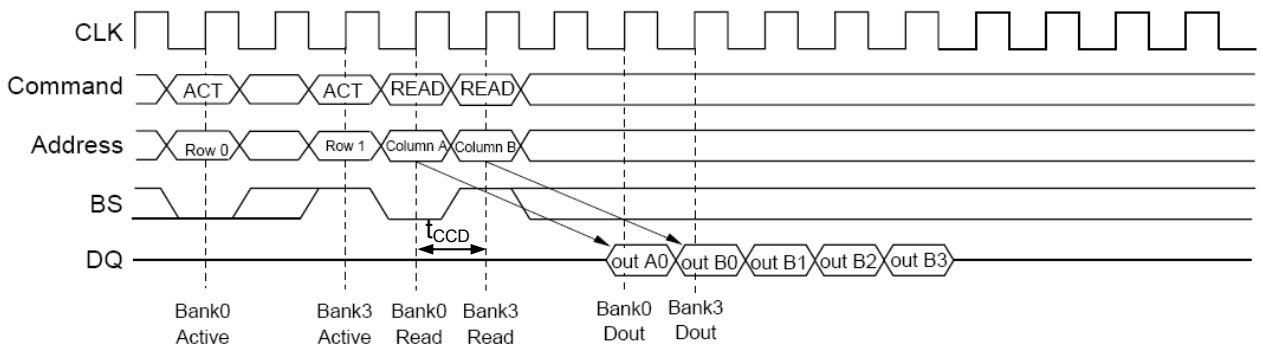 CLK
Command ACT ACT READ READ
Address Row 0 Row 1 Column A Column B
BS
tCCD
DQ out A0 out B0 out B1 out B2 out B3
Bank0 Bank3 Bank0 Bank3 Bank0 Bank3
Active Active Read Read Dout Dout